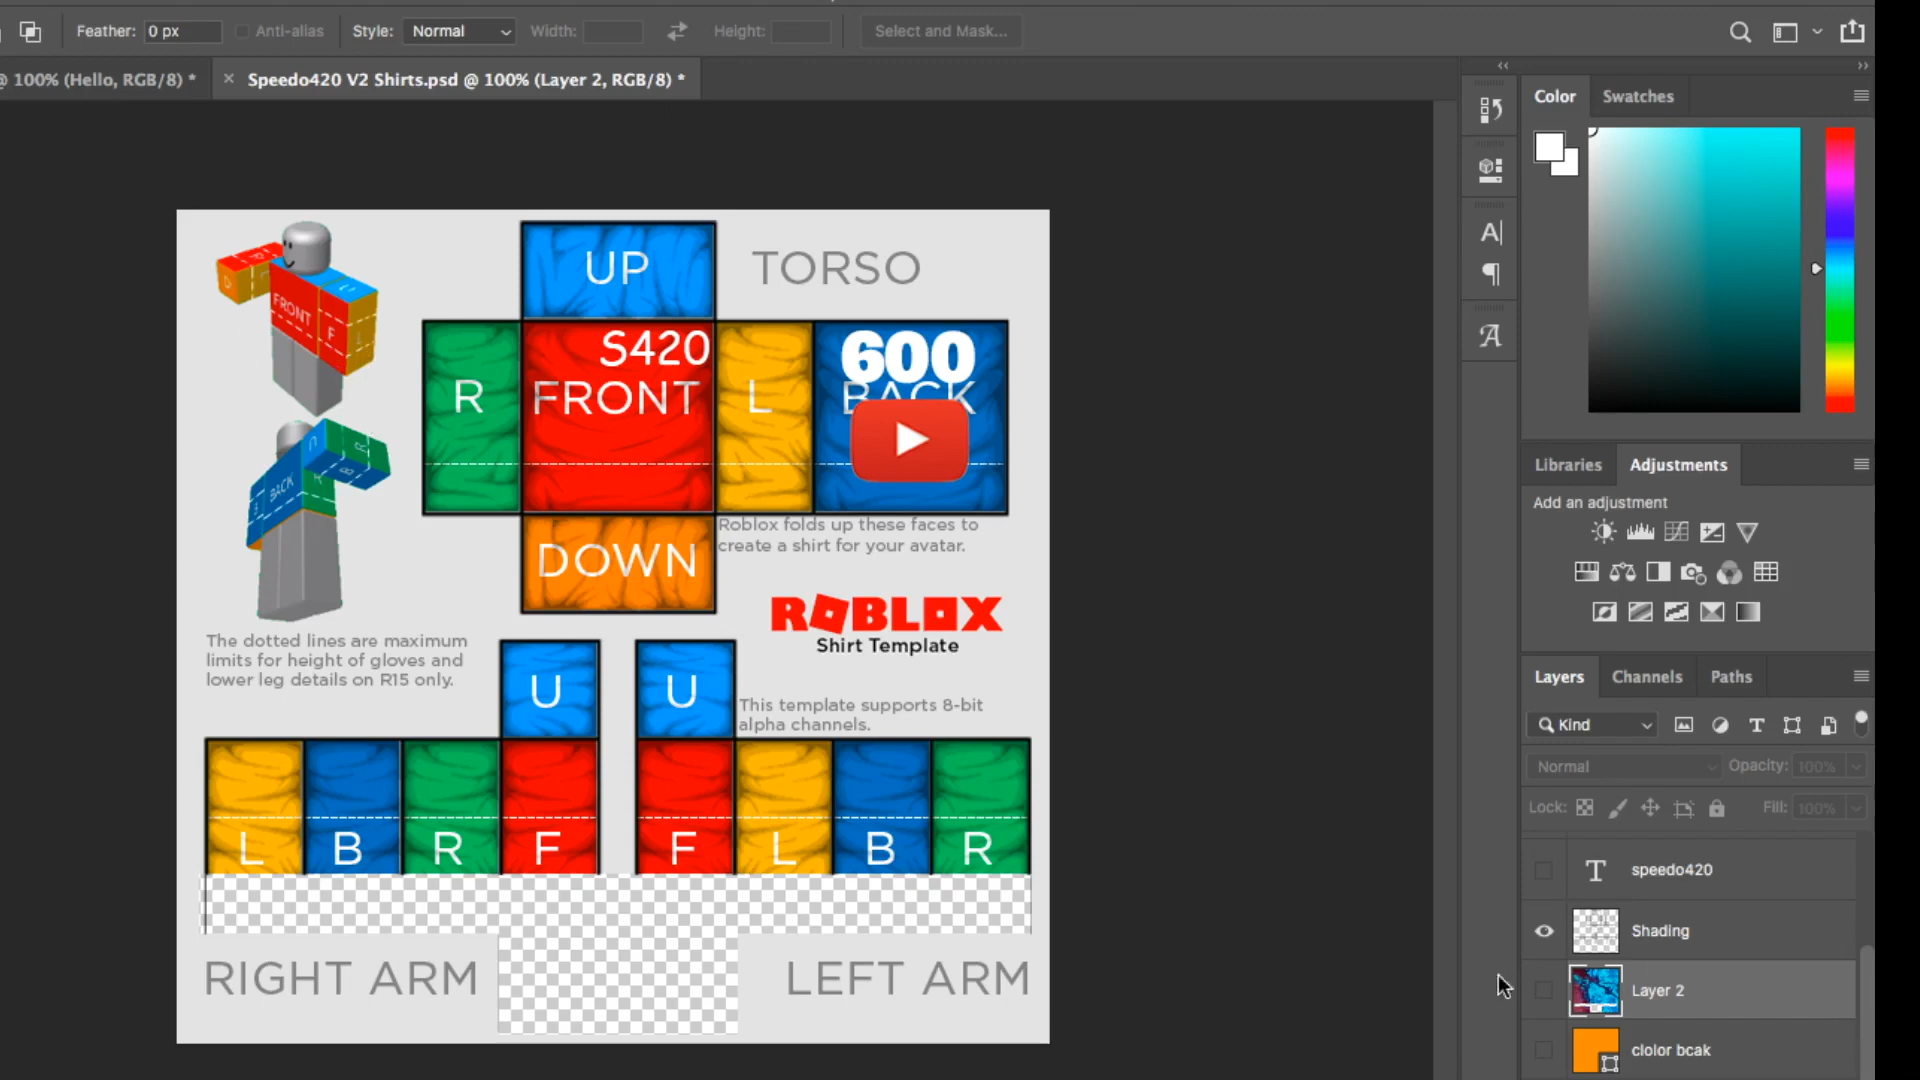 Feather: 0 px Anti-alias Style: Normal Width: Height: Select and Mask...
@ 100% (Hello, RGB/8) * × Speedo420 V2 Shirts.psd @ 100% (Layer 2, RGB/8) *
Color Swatches
UP TORSO
R S420 FRONT L 600 BACK
DOWN
Roblox folds up these faces to
create a shirt for your avatar.
FRONT F L U
BACK R B
ROBLOX
Shirt Template
The dotted lines are maximum
limits for height of gloves and
lower leg details on R15 only.
U U
This template supports 8-bit
alpha channels.
L B R F F L B R
RIGHT ARM LEFT ARM
Libraries Adjustments
Add an adjustment
Layers Channels Paths
Kind
Normal Opacity: 100%
Lock: Fill: 100%
speedo420
Shading
Layer 2
clolor bcak